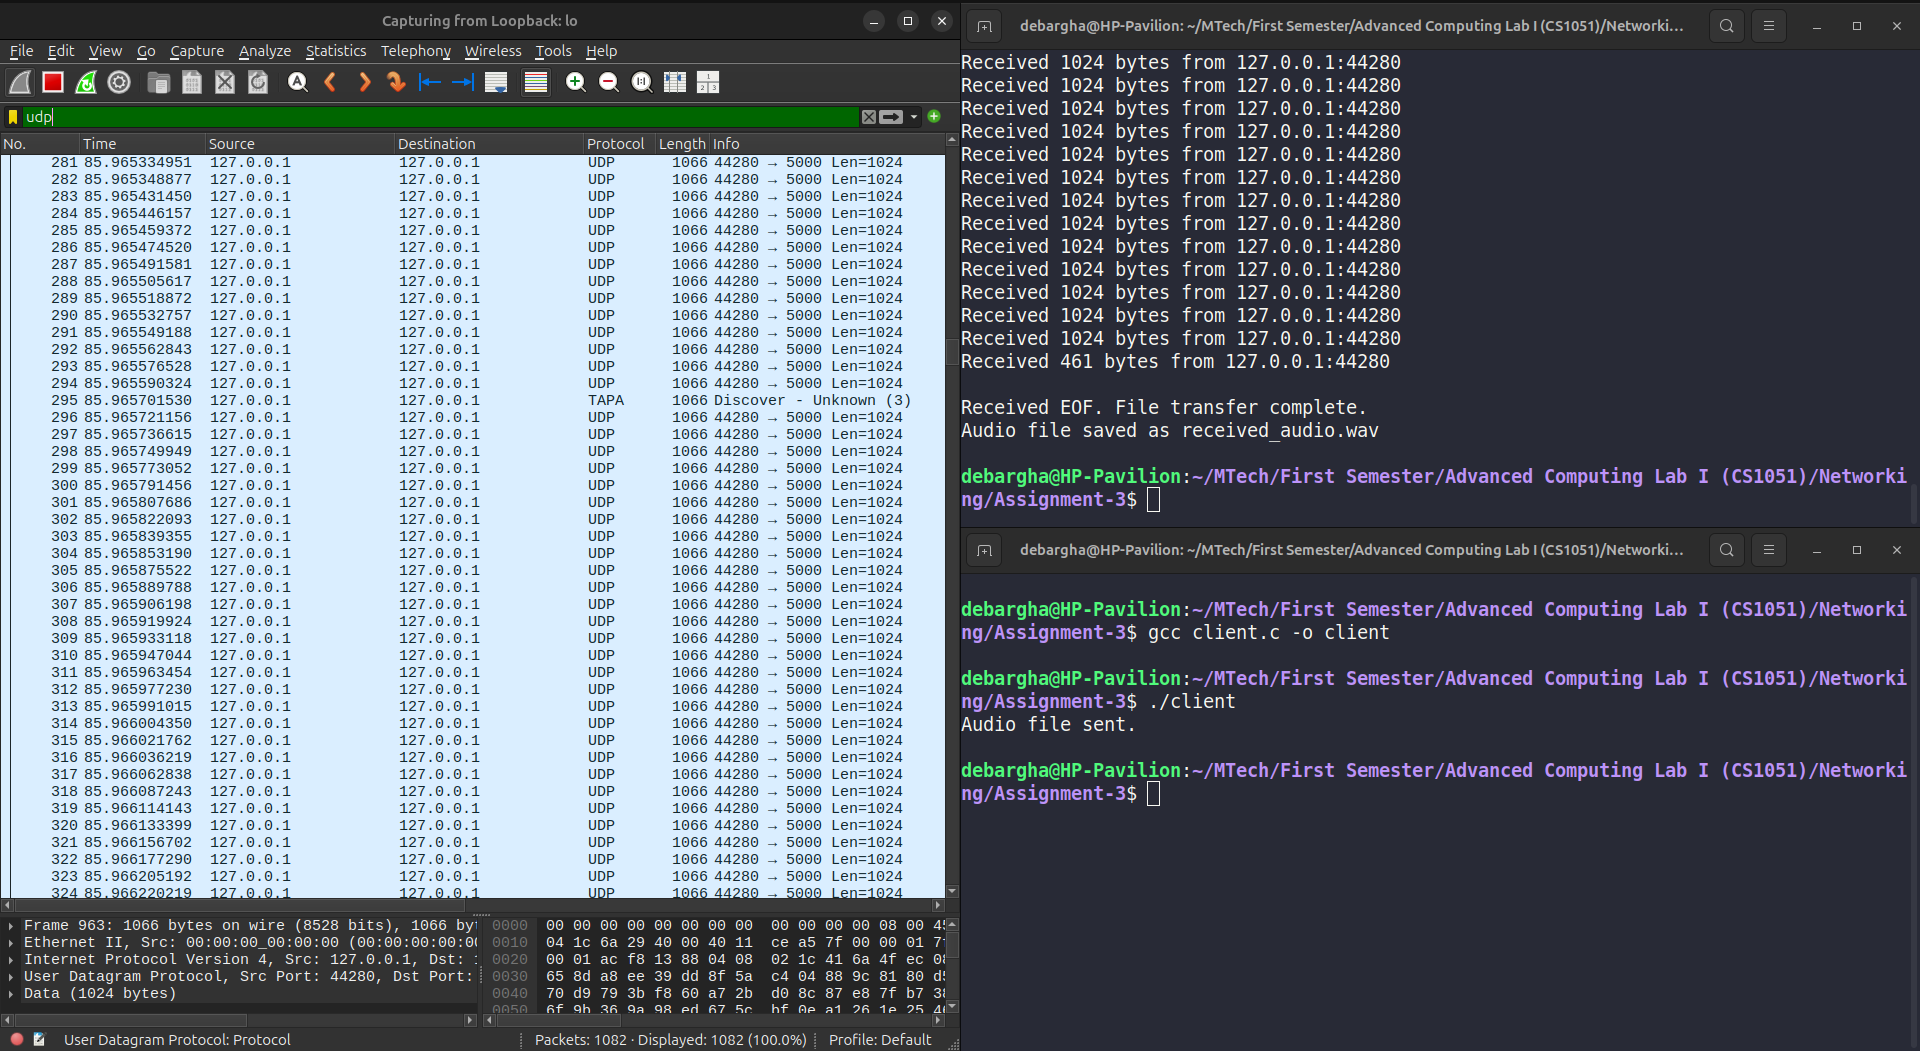 Capturing from Loopback: lo
File Edit View Go Capture Analyze Statistics Telephony Wireless Tools Help
udp
No. Time Source Destination Protocol Length Info
281 85.965334951 127.0.0.1 127.0.0.1 UDP 1066 44280 → 5000 Len=1024
282 85.965348877 127.0.0.1 127.0.0.1 UDP 1066 44280 → 5000 Len=1024
283 85.965431450 127.0.0.1 127.0.0.1 UDP 1066 44280 → 5000 Len=1024
284 85.965446157 127.0.0.1 127.0.0.1 UDP 1066 44280 → 5000 Len=1024
285 85.965459372 127.0.0.1 127.0.0.1 UDP 1066 44280 → 5000 Len=1024
286 85.965474520 127.0.0.1 127.0.0.1 UDP 1066 44280 → 5000 Len=1024
287 85.965491581 127.0.0.1 127.0.0.1 UDP 1066 44280 → 5000 Len=1024
288 85.965505617 127.0.0.1 127.0.0.1 UDP 1066 44280 → 5000 Len=1024
289 85.965518872 127.0.0.1 127.0.0.1 UDP 1066 44280 → 5000 Len=1024
290 85.965532757 127.0.0.1 127.0.0.1 UDP 1066 44280 → 5000 Len=1024
291 85.965549188 127.0.0.1 127.0.0.1 UDP 1066 44280 → 5000 Len=1024
292 85.965562843 127.0.0.1 127.0.0.1 UDP 1066 44280 → 5000 Len=1024
293 85.965576528 127.0.0.1 127.0.0.1 UDP 1066 44280 → 5000 Len=1024
294 85.965590324 127.0.0.1 127.0.0.1 UDP 1066 44280 → 5000 Len=1024
295 85.965701530 127.0.0.1 127.0.0.1 TAPA 1066 Discover - Unknown (3)
296 85.965721156 127.0.0.1 127.0.0.1 UDP 1066 44280 → 5000 Len=1024
297 85.965736615 127.0.0.1 127.0.0.1 UDP 1066 44280 → 5000 Len=1024
298 85.965749949 127.0.0.1 127.0.0.1 UDP 1066 44280 → 5000 Len=1024
299 85.965773052 127.0.0.1 127.0.0.1 UDP 1066 44280 → 5000 Len=1024
300 85.965791456 127.0.0.1 127.0.0.1 UDP 1066 44280 → 5000 Len=1024
301 85.965807686 127.0.0.1 127.0.0.1 UDP 1066 44280 → 5000 Len=1024
302 85.965822093 127.0.0.1 127.0.0.1 UDP 1066 44280 → 5000 Len=1024
303 85.965839355 127.0.0.1 127.0.0.1 UDP 1066 44280 → 5000 Len=1024
304 85.965853190 127.0.0.1 127.0.0.1 UDP 1066 44280 → 5000 Len=1024
305 85.965875522 127.0.0.1 127.0.0.1 UDP 1066 44280 → 5000 Len=1024
306 85.965889788 127.0.0.1 127.0.0.1 UDP 1066 44280 → 5000 Len=1024
307 85.965906198 127.0.0.1 127.0.0.1 UDP 1066 44280 → 5000 Len=1024
308 85.965919924 127.0.0.1 127.0.0.1 UDP 1066 44280 → 5000 Len=1024
309 85.965933118 127.0.0.1 127.0.0.1 UDP 1066 44280 → 5000 Len=1024
310 85.965947044 127.0.0.1 127.0.0.1 UDP 1066 44280 → 5000 Len=1024
311 85.965963454 127.0.0.1 127.0.0.1 UDP 1066 44280 → 5000 Len=1024
312 85.965977230 127.0.0.1 127.0.0.1 UDP 1066 44280 → 5000 Len=1024
313 85.965991015 127.0.0.1 127.0.0.1 UDP 1066 44280 → 5000 Len=1024
314 85.966004350 127.0.0.1 127.0.0.1 UDP 1066 44280 → 5000 Len=1024
315 85.966021762 127.0.0.1 127.0.0.1 UDP 1066 44280 → 5000 Len=1024
316 85.966036219 127.0.0.1 127.0.0.1 UDP 1066 44280 → 5000 Len=1024
317 85.966062838 127.0.0.1 127.0.0.1 UDP 1066 44280 → 5000 Len=1024
318 85.966087243 127.0.0.1 127.0.0.1 UDP 1066 44280 → 5000 Len=1024
319 85.966114143 127.0.0.1 127.0.0.1 UDP 1066 44280 → 5000 Len=1024
320 85.966133399 127.0.0.1 127.0.0.1 UDP 1066 44280 → 5000 Len=1024
321 85.966156702 127.0.0.1 127.0.0.1 UDP 1066 44280 → 5000 Len=1024
322 85.966177290 127.0.0.1 127.0.0.1 UDP 1066 44280 → 5000 Len=1024
323 85.966205192 127.0.0.1 127.0.0.1 UDP 1066 44280 → 5000 Len=1024
324 85.966220219 127.0.0.1 127.0.0.1 UDP 1066 44280 → 5000 Len=1024
Frame 963: 1066 bytes on wire (8528 bits), 1066 by
Ethernet II, Src: 00:00:00_00:00:00 (00:00:00:00:00
Internet Protocol Version 4, Src: 127.0.0.1, Dst:
User Datagram Protocol, Src Port: 44280, Dst Port:
Data (1024 bytes)
0000 00 00 00 00 00 00 00 00 00 00 00 00 08 00 45
0010 04 1c 6a 29 40 00 40 11 ce a5 7f 00 00 01 7f
0020 00 01 ac f8 13 88 04 08 02 1c 41 6a 4f ec 08
0030 65 8d a8 ee 39 dd 8f 5a c4 04 88 9c 81 80 d5
0040 70 d9 79 3b f8 60 a7 2b d0 8c 87 e8 7f b7 38
0050 6f 9b 36 9a 98 ed 67 5c bf 0e a1 26 1e 25 46
User Datagram Protocol: Protocol
Packets: 1082 · Displayed: 1082 (100.0%)
Profile: Default
debargha@HP-Pavilion: ~/MTech/First Semester/Advanced Computing Lab I (CS1051)/Networki...
Received 1024 bytes from 127.0.0.1:44280
Received 1024 bytes from 127.0.0.1:44280
Received 1024 bytes from 127.0.0.1:44280
Received 1024 bytes from 127.0.0.1:44280
Received 1024 bytes from 127.0.0.1:44280
Received 1024 bytes from 127.0.0.1:44280
Received 1024 bytes from 127.0.0.1:44280
Received 1024 bytes from 127.0.0.1:44280
Received 1024 bytes from 127.0.0.1:44280
Received 1024 bytes from 127.0.0.1:44280
Received 1024 bytes from 127.0.0.1:44280
Received 1024 bytes from 127.0.0.1:44280
Received 1024 bytes from 127.0.0.1:44280
Received 461 bytes from 127.0.0.1:44280
Received EOF. File transfer complete.
Audio file saved as received_audio.wav
debargha@HP-Pavilion:~/MTech/First Semester/Advanced Computing Lab I (CS1051)/Networki
ng/Assignment-3$
debargha@HP-Pavilion: ~/MTech/First Semester/Advanced Computing Lab I (CS1051)/Networki...
debargha@HP-Pavilion:~/MTech/First Semester/Advanced Computing Lab I (CS1051)/Networki
ng/Assignment-3$ gcc client.c -o client
debargha@HP-Pavilion:~/MTech/First Semester/Advanced Computing Lab I (CS1051)/Networki
ng/Assignment-3$ ./client
Audio file sent.
debargha@HP-Pavilion:~/MTech/First Semester/Advanced Computing Lab I (CS1051)/Networki
ng/Assignment-3$